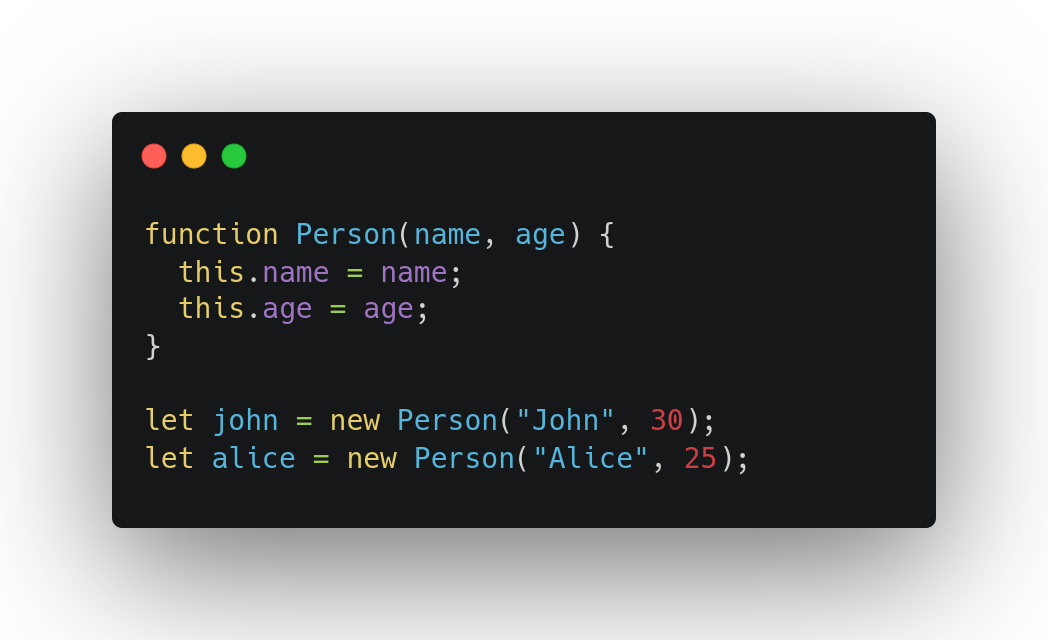 function Person(name, age) {
  this.name = name;
  this.age = age;
}

let john = new Person("John", 30);
let alice = new Person("Alice", 25);